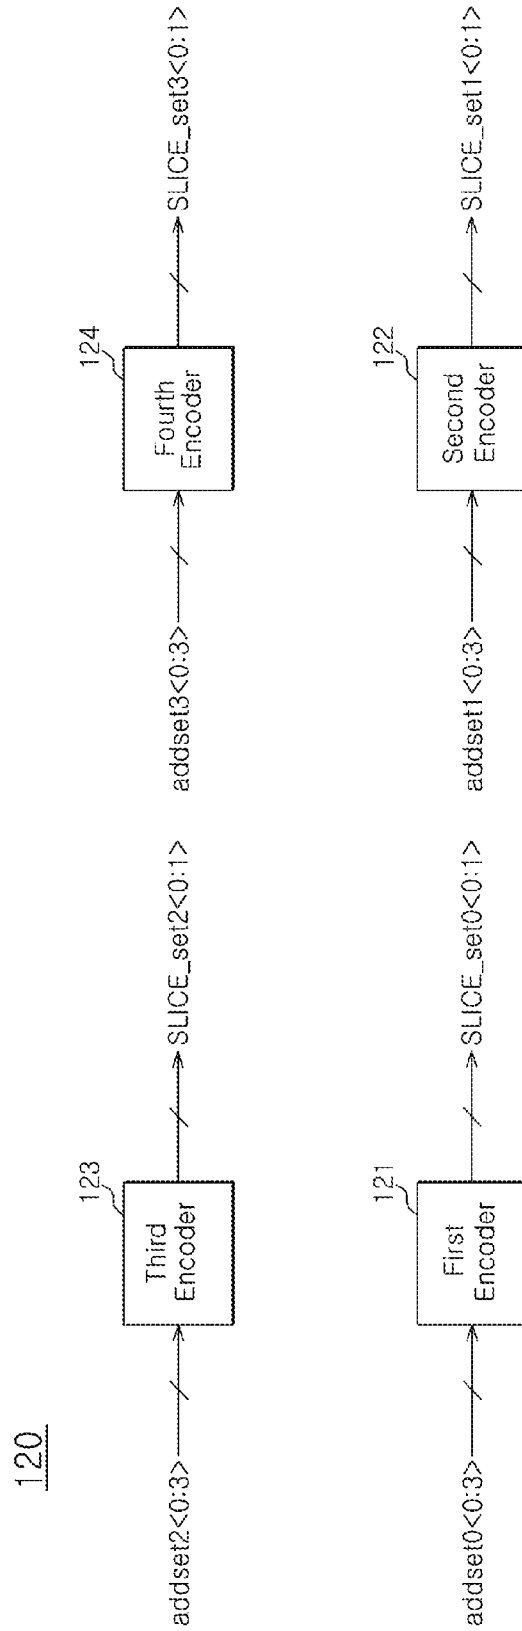 120
123
addset2<0:3>
Third
Encoder
SLICE_set2<0:1>
124
addset3<0:3>
Fourth
Encoder
SLICE_set3<0:1>
121
addset0<0:3>
First
Encoder
SLICE_set0<0:1>
122
addset1<0:3>
Second
Encoder
SLICE_set1<0:1>